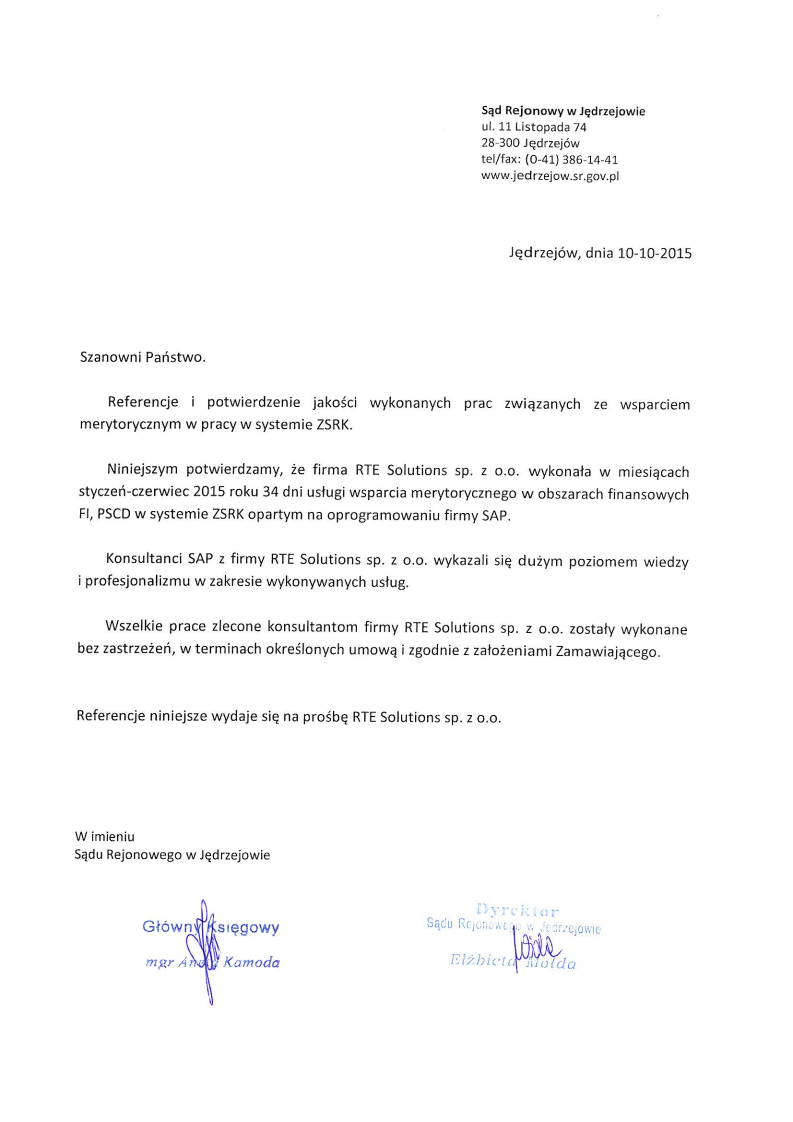 Sąd Rejonowy w Jędrzejowie
ul. 11 Listopada 74
28-300 Jędrzejów
tel/fax: (0-41) 386-14-41
www.jedrzejow.sr.gov.pl
Jędrzejów, dnia 10-10-2015
Szanowni Państwo.
Referencje i potwierdzenie jakości wykonanych prac związanych ze wsparciem
merytorycznym w pracy w systemie ZSRK.
Niniejszym potwierdzamy, że firma RTE Solutions sp. z o.o. wykonała w miesiącach
styczeń-czerwiec 2015 roku 34 dni usługi wsparcia merytorycznego w obszarach finansowych
FI, PSCD w systemie ZSRK opartym na oprogramowaniu firmy SAP.
Konsultanci SAP z firmy RTE Solutions sp. z o.o. wykazali się dużym poziomem wiedzy
i profesjonalizmu w zakresie wykonywanych usług.
Wszelkie prace zlecone konsultantom firmy RTE Solutions sp. z o.o. zostały wykonane
bez zastrzeżeń, w terminach określonych umową i zgodnie z założeniami Zamawiającego.
Referencje niniejsze wydaje się na prośbę RTE Solutions sp. z o.o.
W imieniu
Sądu Rejonowego w Jędrzejowie
Główny Księgowy
mgr Kamoda
Dyrektor
Sądu Rejonowego w Jędrzejowie
Elżbieta Mołda